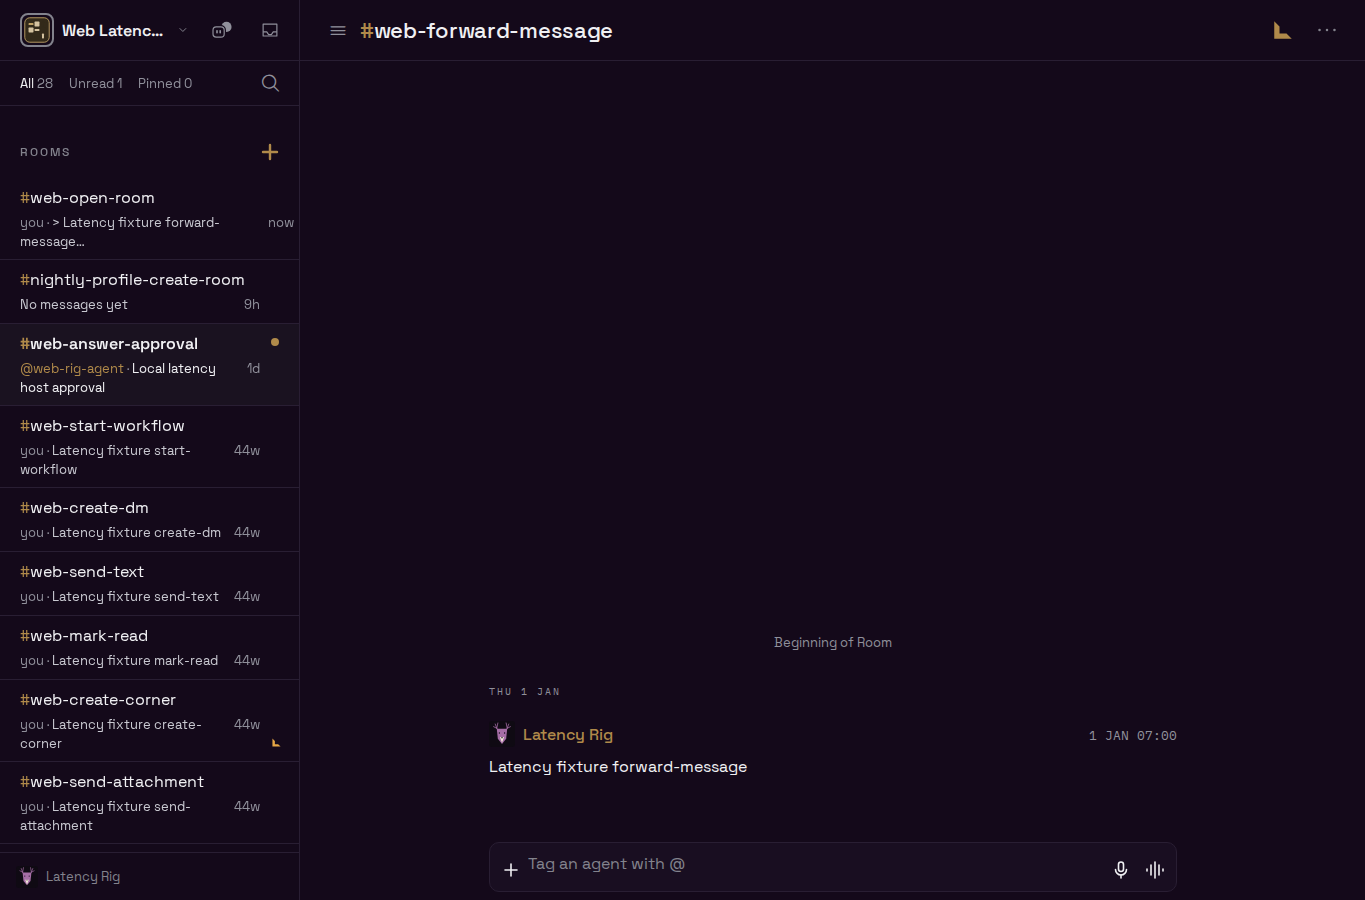 Web Latenc...
All 28 Unread 1 Pinned 0
ROOMS
#web-open-room
you · > Latency fixture forward-message... now
#nightly-profile-create-room
No messages yet 9h
#web-answer-approval
@web-rig-agent · Local latency host approval 1d
#web-start-workflow
you · Latency fixture start-workflow 44w
#web-create-dm
you · Latency fixture create-dm 44w
#web-send-text
you · Latency fixture send-text 44w
#web-mark-read
you · Latency fixture mark-read 44w
#web-create-corner
you · Latency fixture create-corner 44w
#web-send-attachment
you · Latency fixture send-attachment 44w
Latency Rig
#web-forward-message
Beginning of Room
THU 1 JAN
Latency Rig 1 JAN 07:00
Latency fixture forward-message
Tag an agent with @